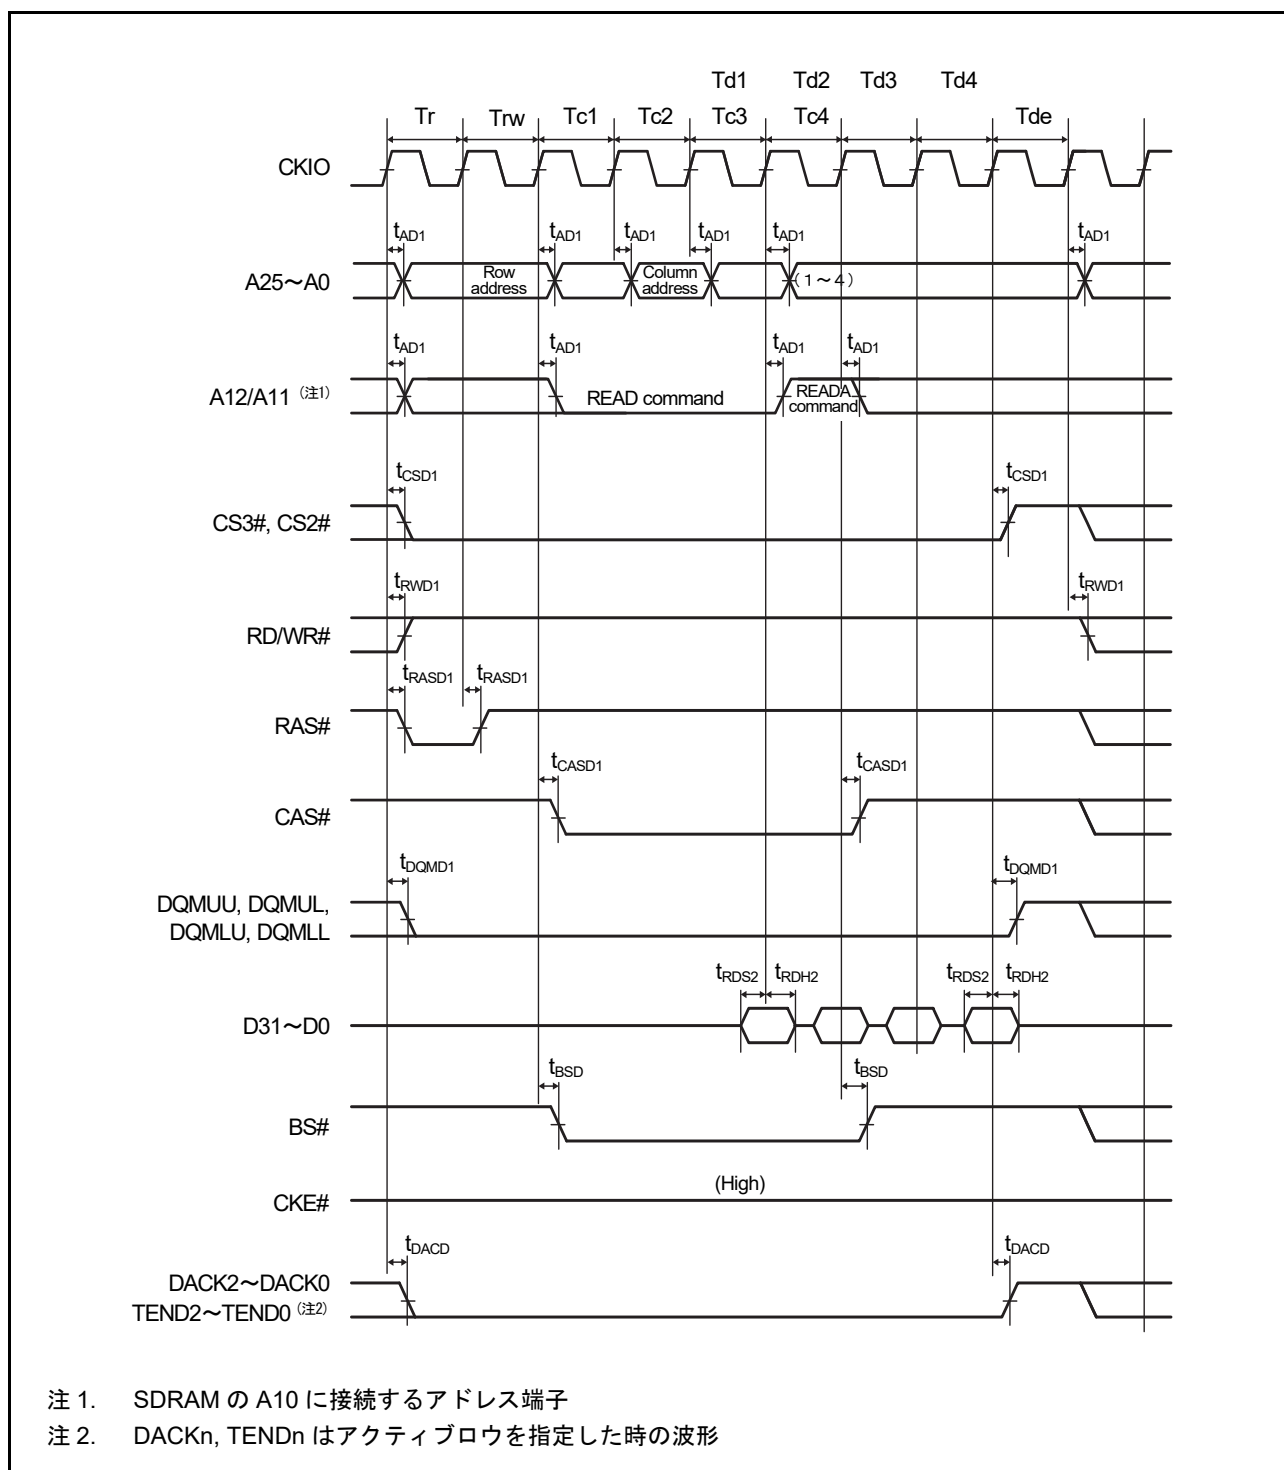 Td1 Td2 Td3 Td4
Tr Trw Tc1 Tc2 Tc3 Tc4 Tde
CKIO
tAD1 tAD1 tAD1 tAD1 tAD1 tAD1
A25～A0 Row address Column address (1～4)
tAD1 tAD1 tAD1 tAD1
A12/A11 (注1) READ command READA command
tCSD1 tCSD1
CS3#, CS2#
tRWD1 tRWD1
RD/WR#
tRASD1 tRASD1
RAS#
tCASD1 tCASD1
CAS#
tDQMD1 tDQMD1
DQMUU, DQMUL,
DQMLU, DQMLL
tRDS2 tRDH2 tRDS2 tRDH2
D31～D0
tBSD tBSD
BS#
(High)
CKE#
tDACD tDACD
DACK2～DACK0
TEND2～TEND0 (注2)
注 1. SDRAM の A10 に接続するアドレス端子
注 2. DACKn, TENDn はアクティブロウを指定した時の波形